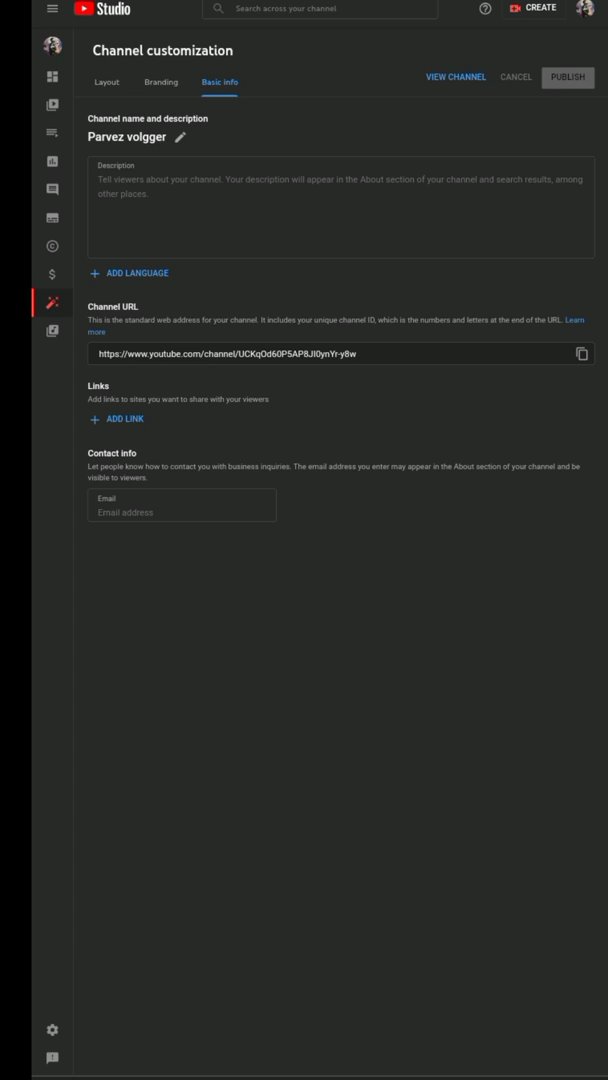 Studio
Search across your channel
CREATE
Channel customization
Layout
Branding
Basic info
VIEW CHANNEL
CANCEL
PUBLISH
Channel name and description
Parvez volgger
Description
Tell viewers about your channel. Your description will appear in the About section of your channel and search results, among
other places.
ADD LANGUAGE
Channel URL
This is the standard web address for your channel. It includes your unique channel ID, which is the numbers and letters at the end of the URL. Learn
more
https://www.youtube.com/channel/UCKqOd60P5AP8JI0ynYr-y8w
Links
Add links to sites you want to share with your viewers
ADD LINK
Contact info
Let people know how to contact you with business inquiries. The email address you enter may appear in the About section of your channel and be
visible to viewers.
Email
Email address